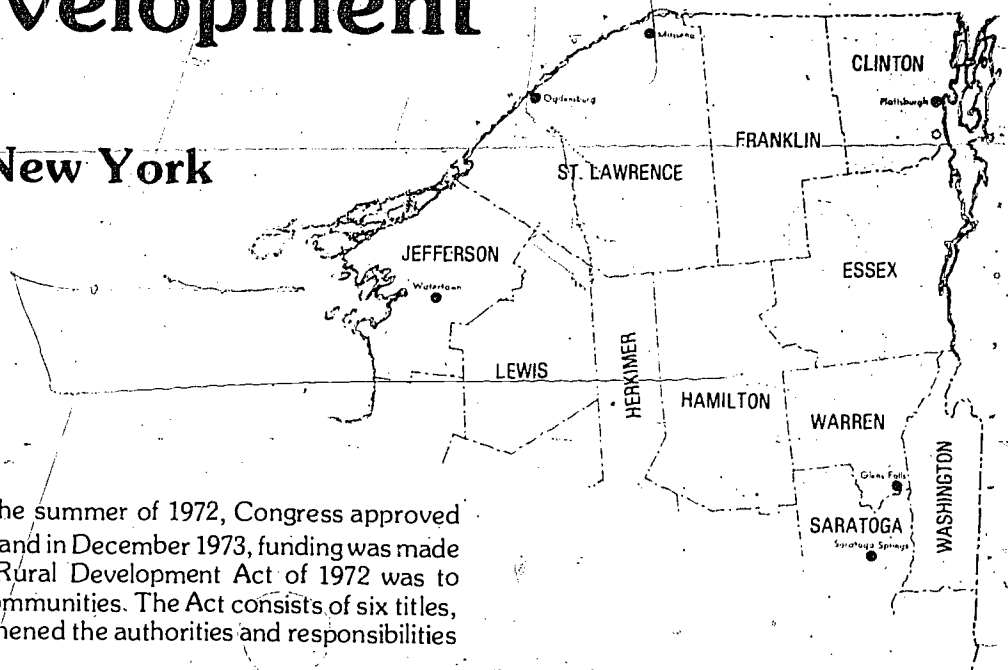 velopment
New York
Massena
CLINTON
Plattsburgh
Ogdensburg
FRANKLIN
ST. LAWRENCE
JEFFERSON
ESSEX
Watertown
LEWIS
HERKIMER
HAMILTON
WARREN
WASHINGTON
Glens Falls
SARATOGA
Saratoga Springs
he summer of 1972, Congress approved
and in December 1973, funding was made
Rural Development Act of 1972 was to
mmunities. The Act consists of six titles,
hened the authorities and responsibilities